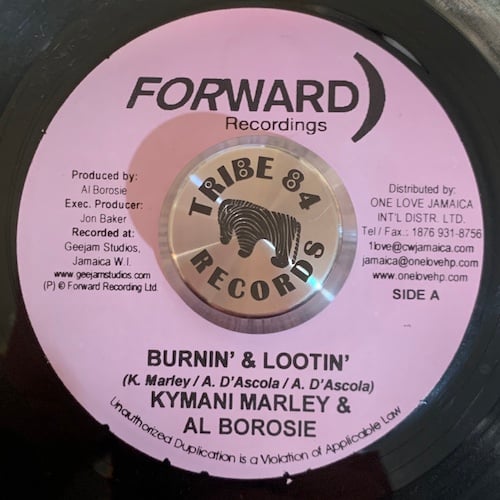 FORWARD)
Recordings
TRIBE 84
RECORDS
Produced by:
Al Borosie
Exec. Producer:
Jon Baker
Recorded at:
Geejam Studios,
Jamaica W.I.
www.geejamstudios.com
(P) © Forward Recording Ltd.
Distributed by:
ONE LOVE JAMAICA
INT'L DISTR. LTD.
Tel / Fax.: 1876 931-8756
1love@cwjamaica.com
jamaica@onelovehp.com
www.onelovehp.com
SIDE A
BURNIN' & LOOTIN'
(K. Marley / A. D'Ascola / A. D'Ascola)
KYMANI MARLEY &
AL BOROSIE
Unauthorized Duplication is a Violation of Applicable Law